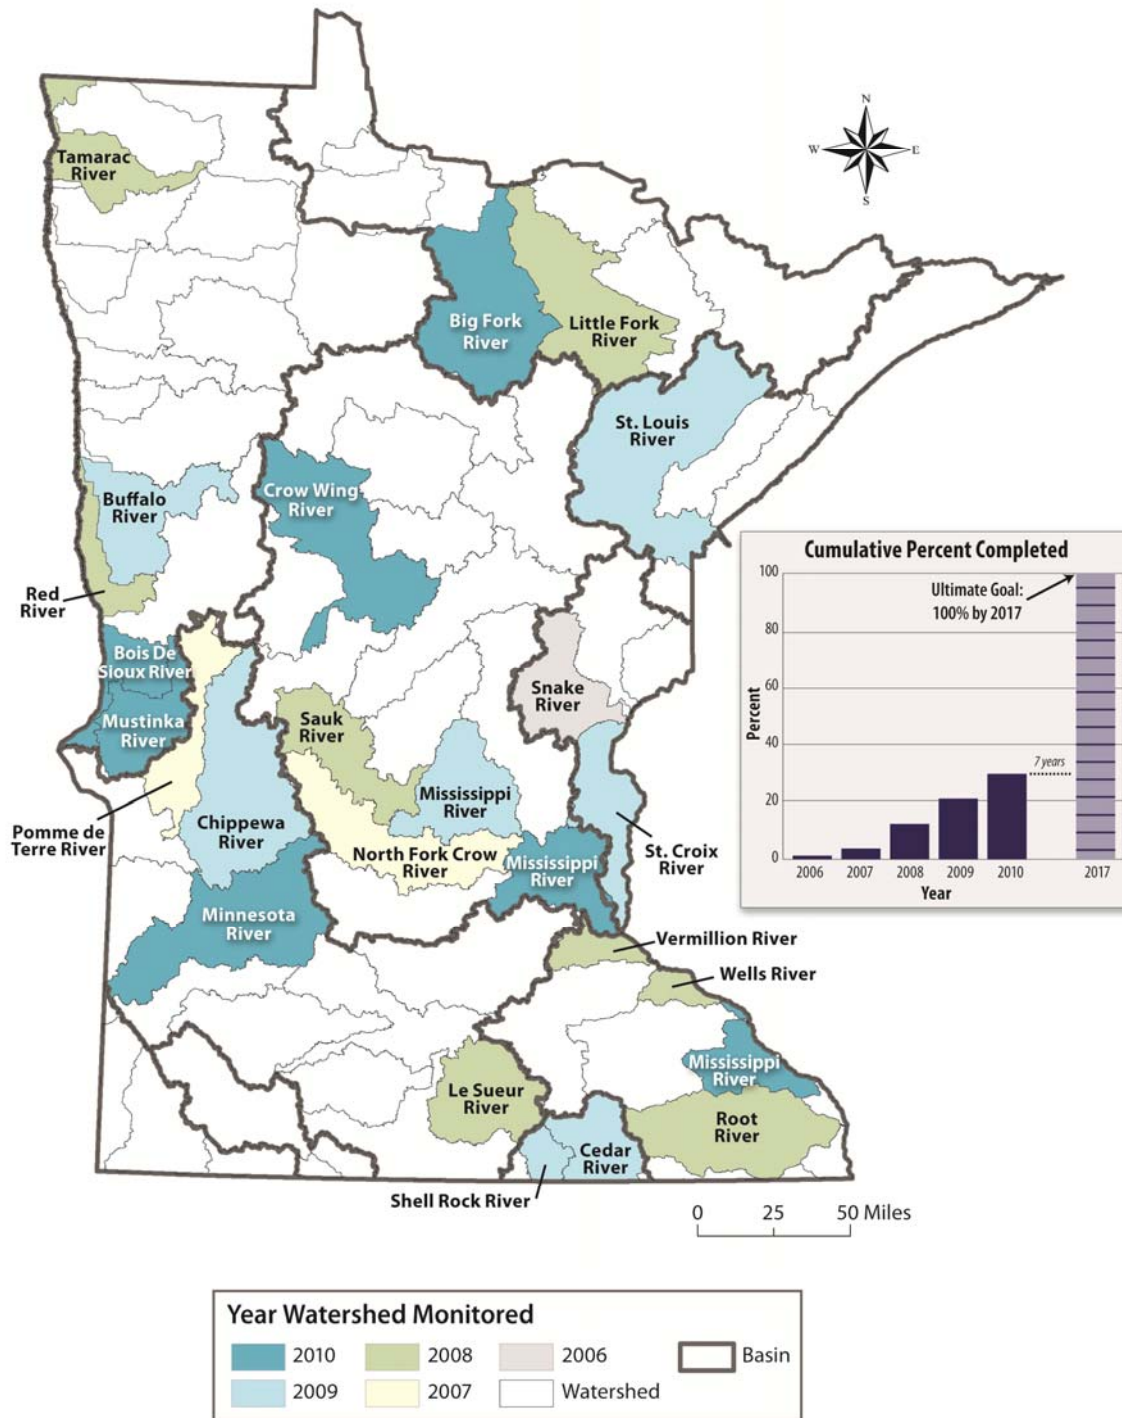 N
W
E
S
Tamarac
River
Big Fork
River
Little Fork
River
St. Louis
River
Buffalo
River
Crow Wing
River
Red
River
Bois De
Sioux River
Mustinka
River
Snake
River
Sauk
River
Mississippi
River
Pomme de
Terre River
Chippewa
River
North Fork Crow
River
Mississippi
River
St. Croix
River
Minnesota
River
Vermillion River
Wells River
Mississippi
River
Le Sueur
River
Root
River
Cedar
River
Shell Rock River
Cumulative Percent Completed
100
80
60
40
20
0
Percent
Ultimate Goal:
100% by 2017
7 years
2006 2007 2008 2009 2010 2017
Year
0 25 50 Miles
Year Watershed Monitored
2010 2008 2006 Basin
2009 2007 Watershed